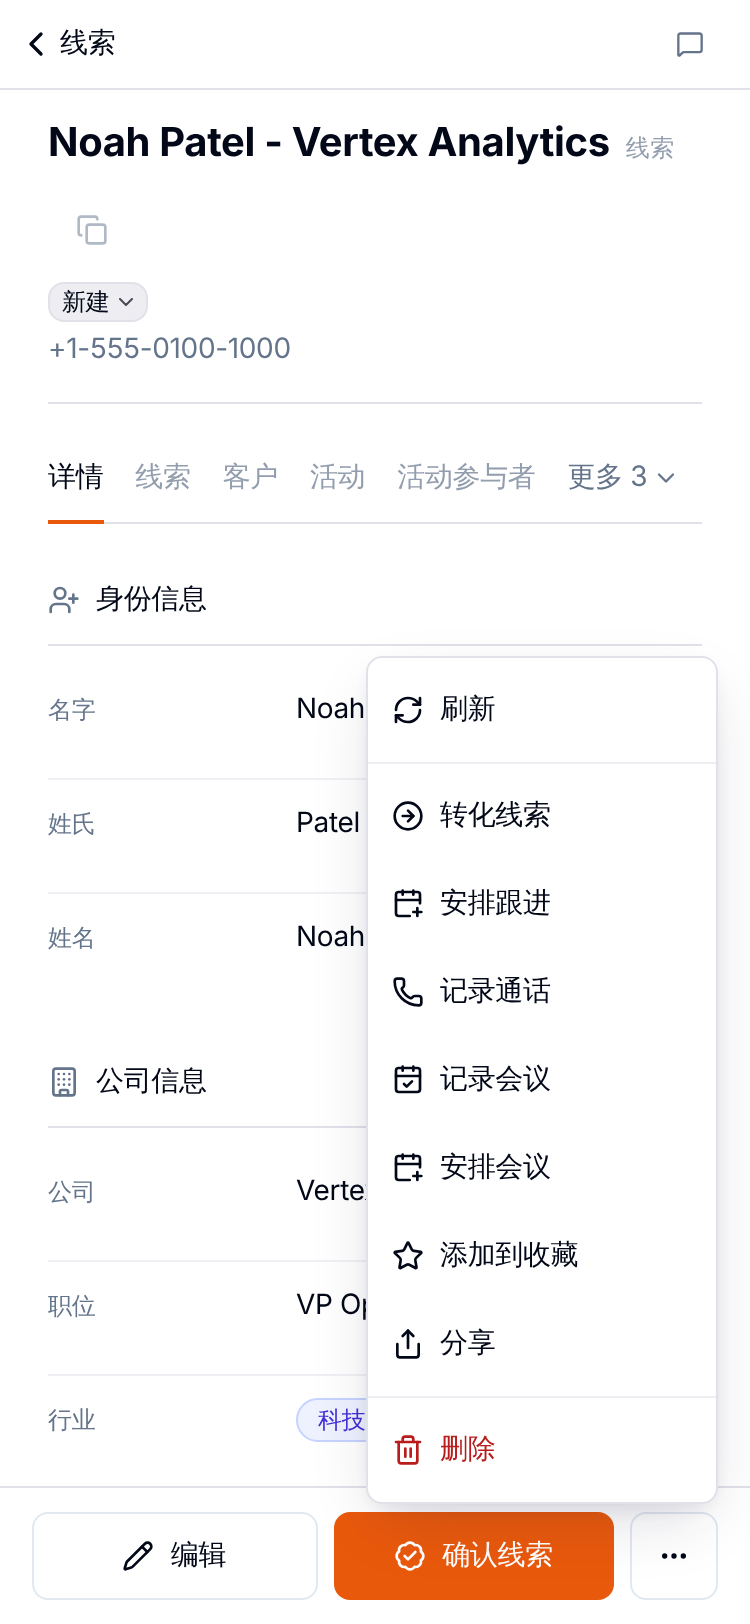 线索
Noah Patel - Vertex Analytics 线索
新建
+1-555-0100-1000
详情 线索 客户 活动 活动参与者 更多 3
身份信息
名字 Noah
姓氏 Patel
姓名 Noah
公司信息
公司 Verte
职位 VP Op
行业 科技
刷新
转化线索
安排跟进
记录通话
记录会议
安排会议
添加到收藏
分享
删除
编辑 确认线索